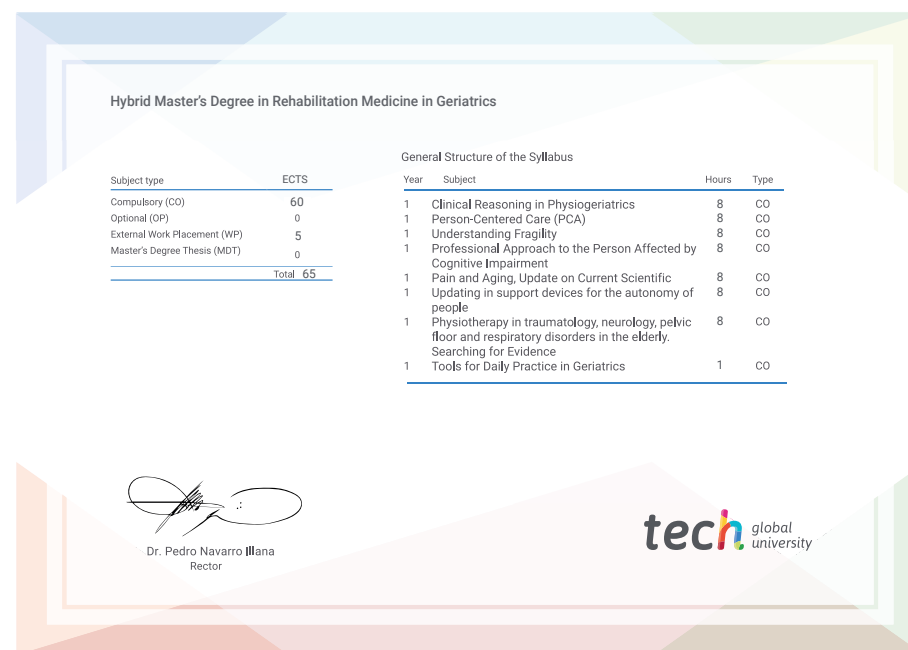 Hybrid Master's Degree in Rehabilitation Medicine in Geriatrics
Subject type ECTS
Compulsory (CO) 60
Optional (OP) 0
External Work Placement (WP) 5
Master's Degree Thesis (MDT) 0
Total 65
General Structure of the Syllabus
Year Subject Hours Type
1 Clinical Reasoning in Physiogeriatrics 8 CO
1 Person-Centered Care (PCA) 8 CO
1 Understanding Fragility 8 CO
1 Professional Approach to the Person Affected by 8 CO
Cognitive Impairment
1 Pain and Aging, Update on Current Scientific 8 CO
1 Updating in support devices for the autonomy of 8 CO
people
1 Physiotherapy in traumatology, neurology, pelvic 8 CO
floor and respiratory disorders in the elderly.
Searching for Evidence
1 Tools for Daily Practice in Geriatrics 1 CO
Dr. Pedro Navarro Illana
Rector
tech global
university